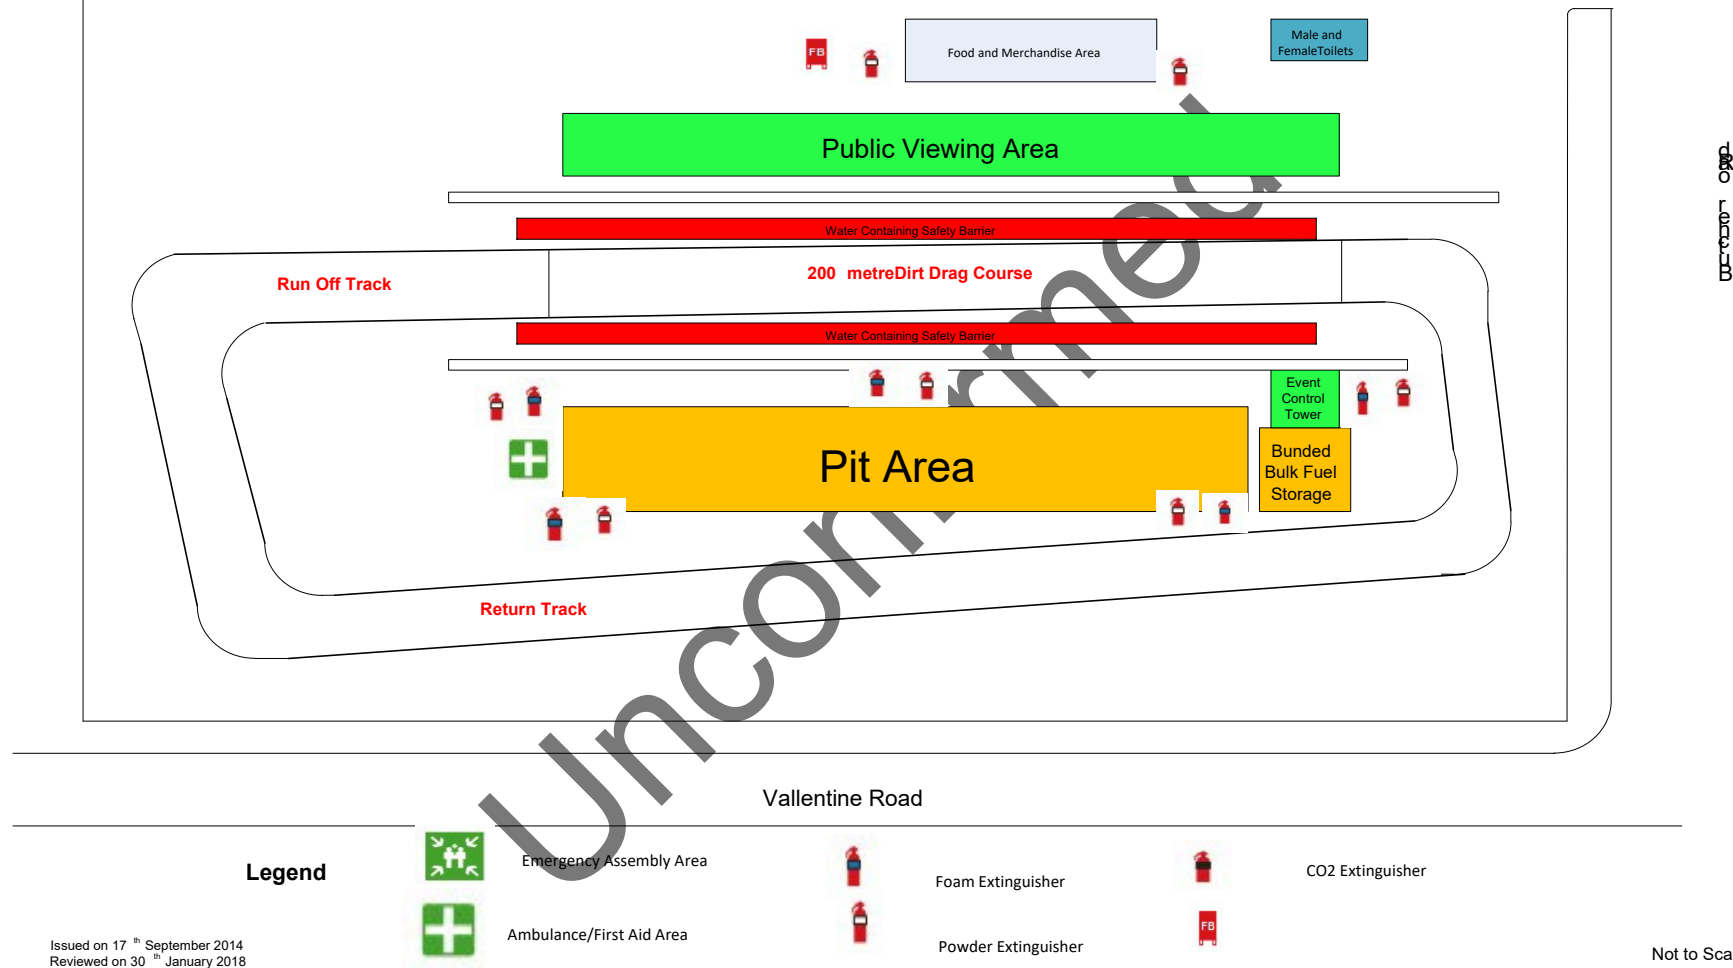 FB
Food and Merchandise Area
Male and
FemaleToilets
Public Viewing Area
Water Containing Safety Barrier
Run Off Track
200 metreDirt Drag Course
Water Containing Safety Barrier
Event
Control
Tower
Pit Area
Bunded
Bulk Fuel
Storage
Return Track
Vallentine Road
Butcher Road
Uncontrolled
Legend
Emergency Assembly Area
Foam Extinguisher
CO2 Extinguisher
Ambulance/First Aid Area
Powder Extinguisher
FB
Issued on 17 th September 2014
Reviewed on 30 th January 2018
Not to Sca